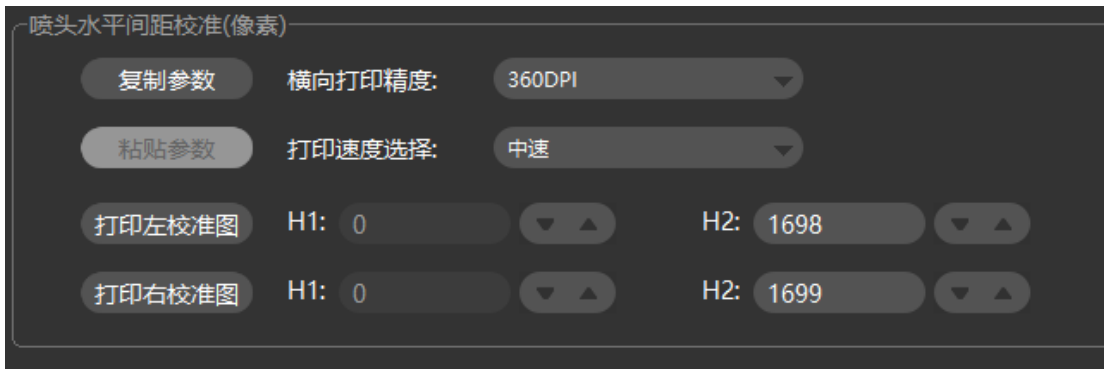 喷头水平间距校准(像素)
复制参数 横向打印精度: 360DPI
粘贴参数 打印速度选择: 中速
打印左校准图 H1: 0 H2: 1698
打印右校准图 H1: 0 H2: 1699